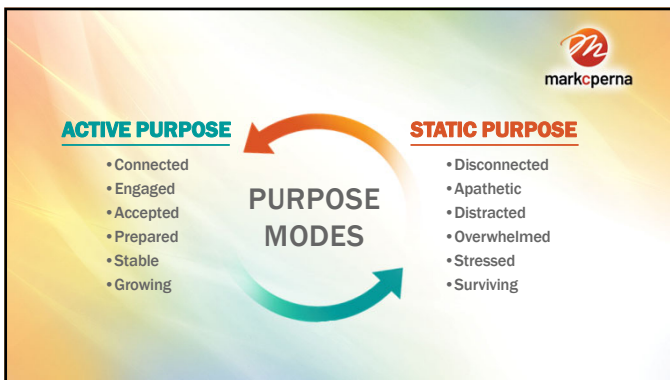 markcperna
ACTIVE PURPOSE
• Connected
• Engaged
• Accepted
• Prepared
• Stable
• Growing
PURPOSE
MODES
STATIC PURPOSE
• Disconnected
• Apathetic
• Distracted
• Overwhelmed
• Stressed
• Surviving